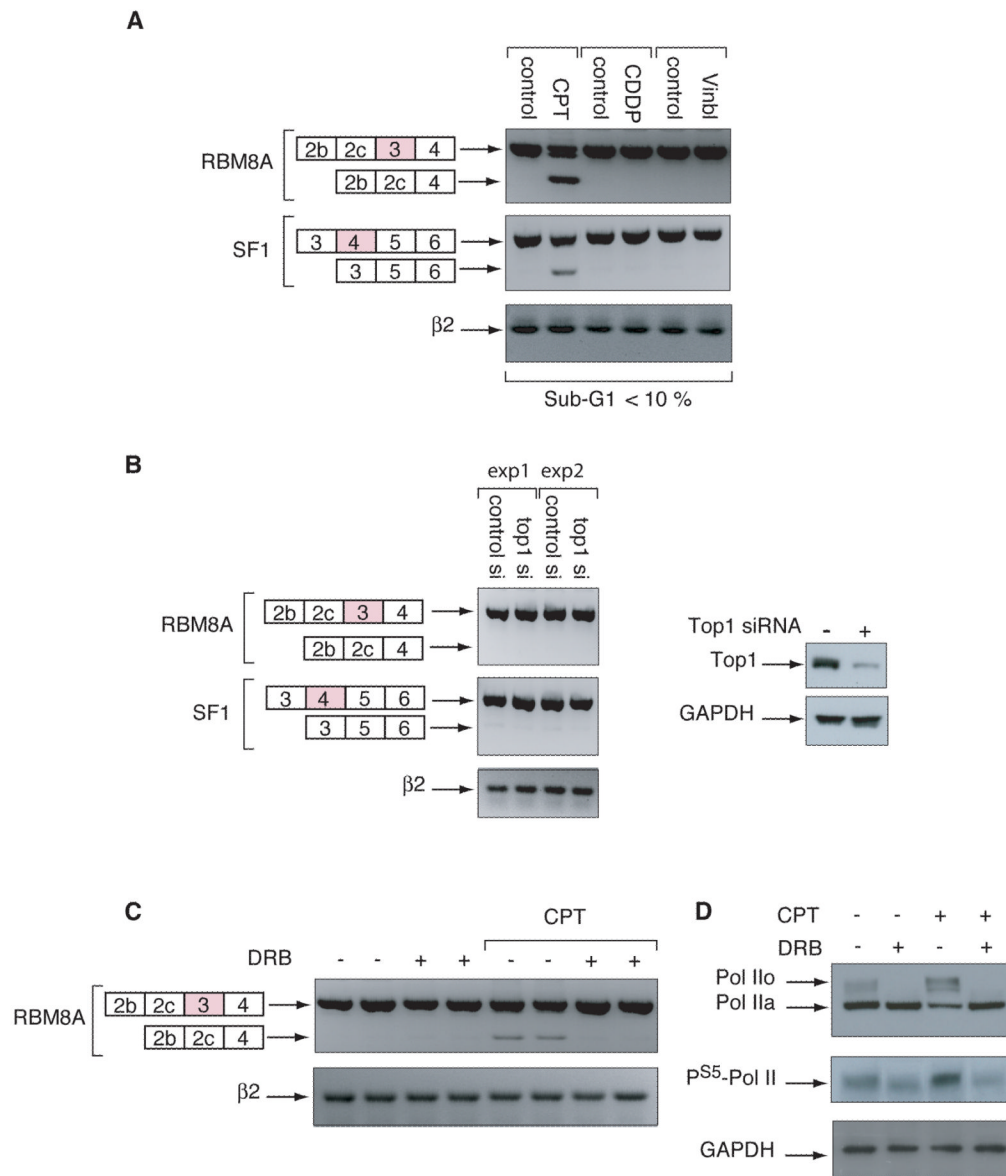 A
control CPT control CDDP control Vinbl
RBM8A
2b 2c 3 4
2b 2c 4
SF1
3 4 5 6
3 5 6
β2
Sub-G1 < 10 %
B
exp1 exp2
control si top1 si control si top1 si
RBM8A
2b 2c 3 4
2b 2c 4
SF1
3 4 5 6
3 5 6
β2
Top1 siRNA - +
Top1
GAPDH
C
CPT
DRB - - + + - - + +
RBM8A
2b 2c 3 4
2b 2c 4
β2
D
CPT - - + +
DRB - + - +
Pol IIo
Pol IIa
P^S5-Pol II
GAPDH